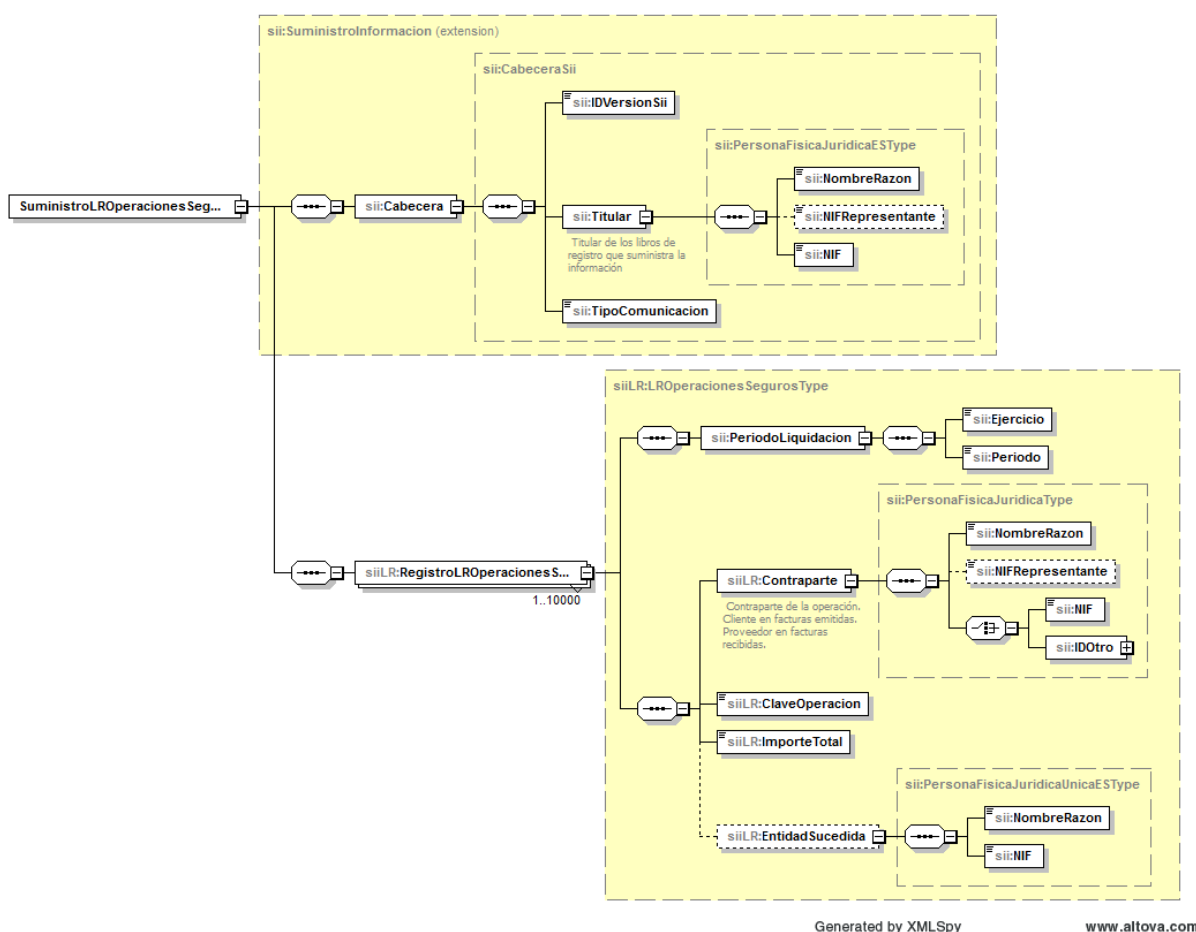 sii:SuministroInformacion (extension)
sii:CabeceraSii
sii:IDVersionSii
sii:PersonaFisicaJuridicaESType
sii:NombreRazon
SuministroLROperacionesSeg...
sii:Cabecera
sii:Titular
sii:NIFRepresentante
Titular de los libros de
registro que suministra la
información
sii:NIF
sii:TipoComunicacion
siiLR:LROperacionesSegurosType
sii:PeriodoLiquidacion
sii:Ejercicio
sii:Periodo
sii:PersonaFisicaJuridicaType
sii:NombreRazon
siiLR:RegistroLROperacionesS...
1..10000
siiLR:Contraparte
sii:NIFRepresentante
Contraparte de la operación.
Cliente en facturas emitidas.
Proveedor en facturas
recibidas.
sii:NIF
sii:IDOtro
siiLR:ClaveOperacion
siiLR:ImporteTotal
sii:PersonaFisicaJuridicaUnicaESType
sii:NombreRazon
siiLR:EntidadSucedida
sii:NIF
Generated by XMLSpy
www.altova.com